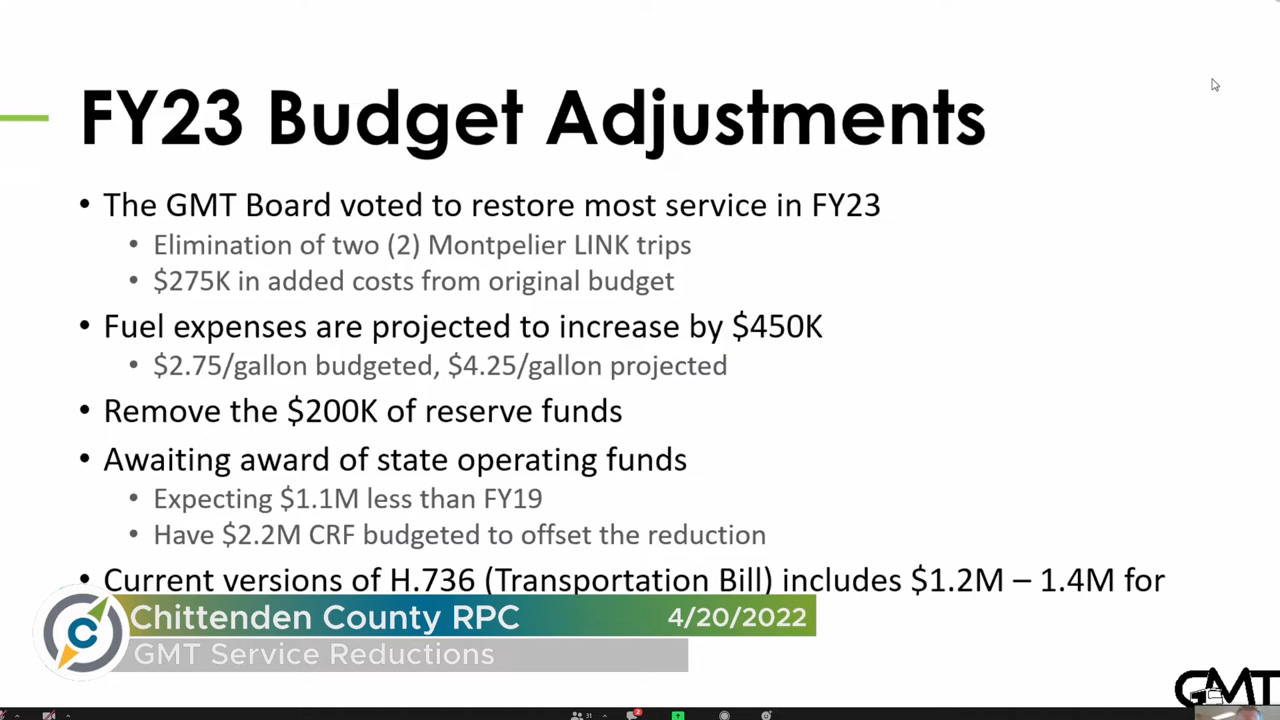 FY23 Budget Adjustments
• The GMT Board voted to restore most service in FY23
• Elimination of two (2) Montpelier LINK trips
• $275K in added costs from original budget
• Fuel expenses are projected to increase by $450K
• $2.75/gallon budgeted, $4.25/gallon projected
• Remove the $200K of reserve funds
• Awaiting award of state operating funds
• Expecting $1.1M less than FY19
• Have $2.2M CRF budgeted to offset the reduction
• Current versions of H.736 (Transportation Bill) includes $1.2M – 1.4M for
C
Chittenden County RPC 4/20/2022
GMT Service Reductions
GMT
31
2